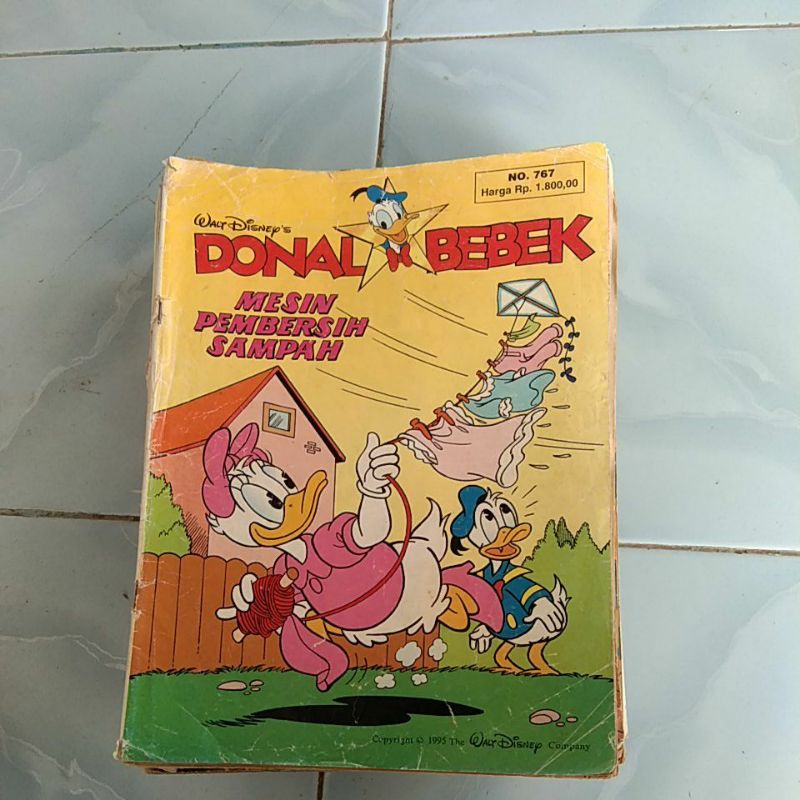 NO. 767
Harga Rp. 1.800,00
WALT DISNEY'S
DONAL BEBEK
MESIN
PEMBERSIH
SAMPAH
Copyright © 1995 The WALT DISNEY Company